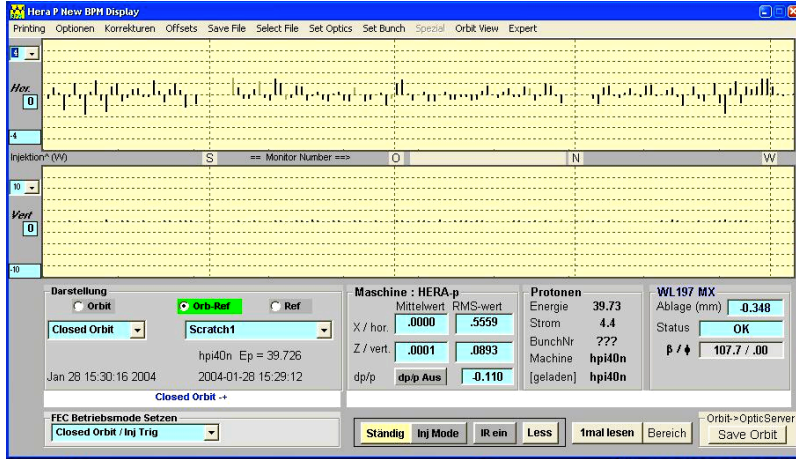 Hera P New BPM Display
Printing Optionen Korrekturen Offsets Save File Select File Set Optics Set Bunch Spezial Orbit View Expert
4
Hor.
0
-4
Injektion^ (W) S == Monitor Number ==> O N W
10
Vert
0
-10
Darstellung
Orbit Orb-Ref Ref
Closed Orbit Scratch1
hpi40n Ep = 39.726
Jan 28 15:30:16 2004 2004-01-28 15:29:12
Closed Orbit -+
FEC Betriebsmode Setzen
Closed Orbit / Inj Trig
Maschine : HERA-p
Mittelwert RMS-wert
X / hor. .0000 .5559
Z / vert. .0001 .0893
dp/p dp/p Aus -0.110
Protonen
Energie 39.73
Strom 4.4
BunchNr ???
Machine hpi40n
[geladen] hpi40n
WL197 MX
Ablage (mm) -0.348
Status OK
β / ϕ 107.7 / .00
Ständig Inj Mode IR ein Less 1mal lesen Bereich
Orbit->OpticServer
Save Orbit